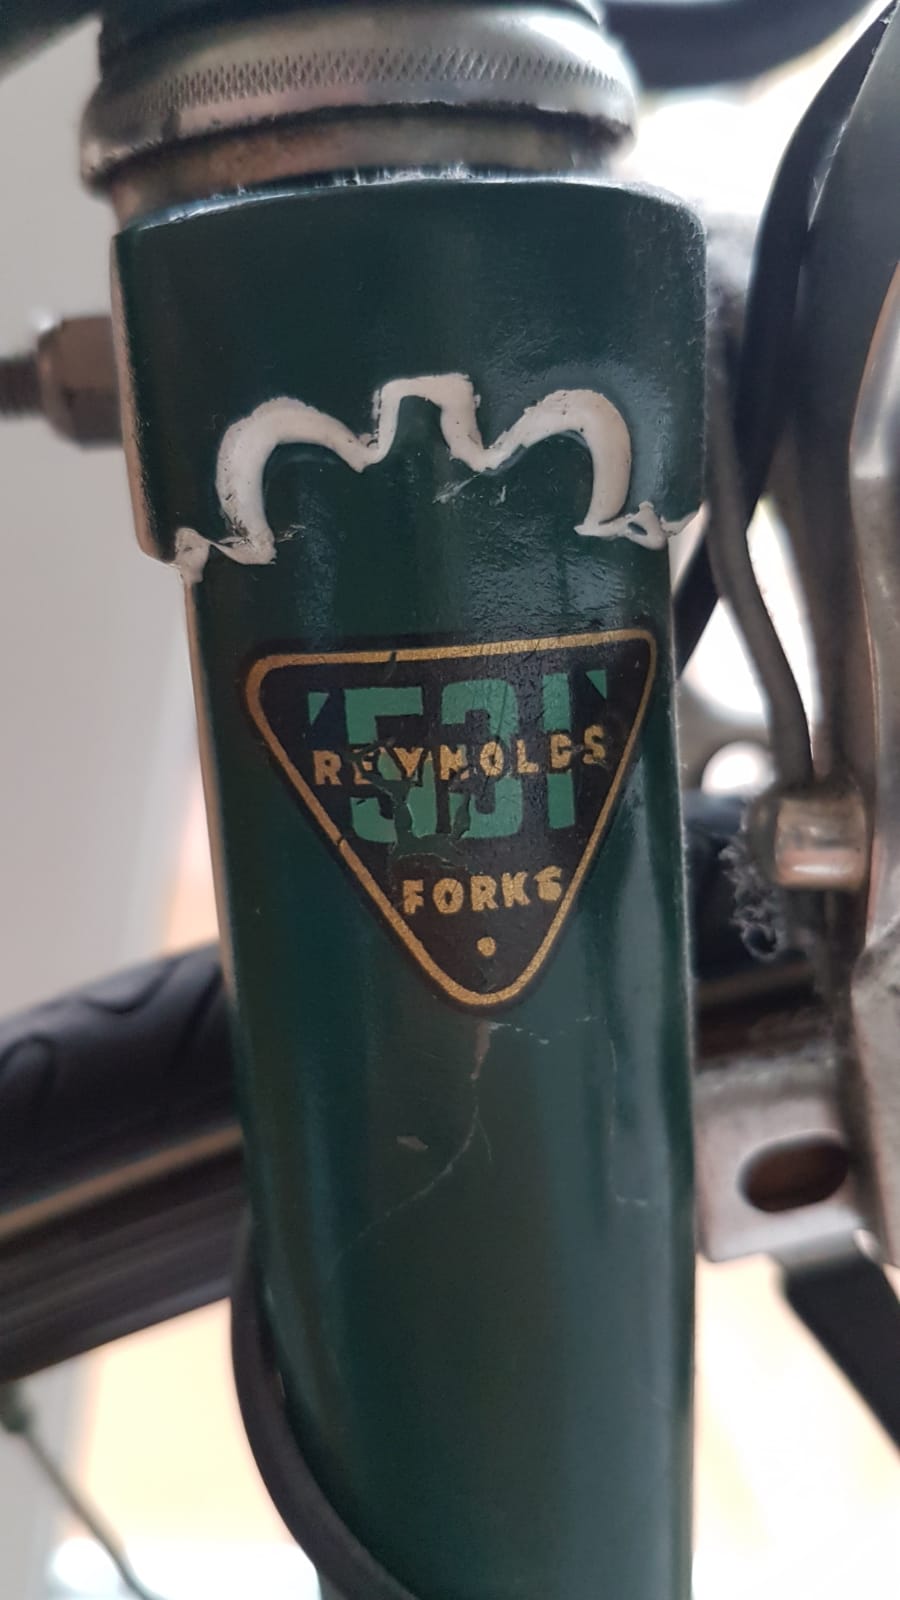 '531'
REYNOLDS
FORKS